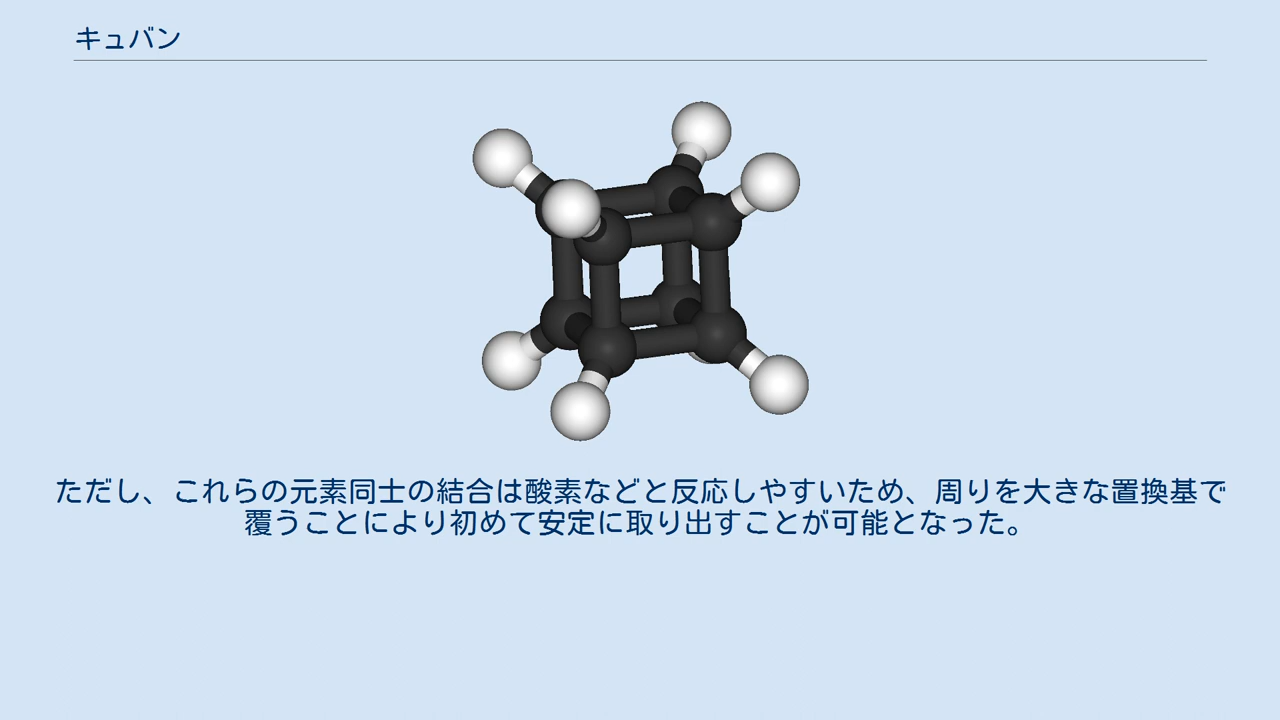 キュバン
ただし、これらの元素同士の結合は酸素などと反応しやすいため、周りを大きな置換基で
覆うことにより初めて安定に取り出すことが可能となった。